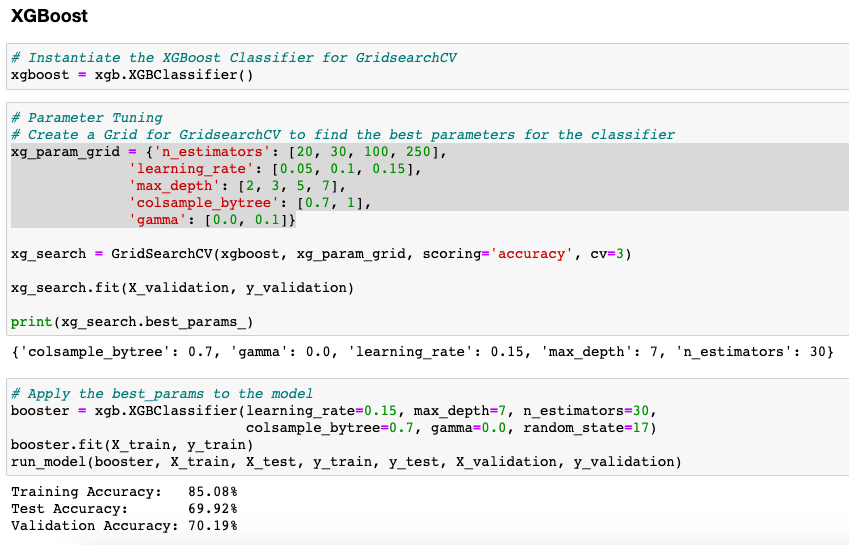 XGBoost
# Instantiate the XGBoost Classifier for GridsearchCV
xgboost = xgb.XGBClassifier()
# Parameter Tuning
# Create a Grid for GridsearchCV to find the best parameters for the classifier
xg_param_grid = {'n_estimators': [20, 30, 100, 250],
'learning_rate': [0.05, 0.1, 0.15],
'max_depth': [2, 3, 5, 7],
'colsample_bytree': [0.7, 1],
'gamma': [0.0, 0.1]}
xg_search = GridSearchCV(xgboost, xg_param_grid, scoring='accuracy', cv=3)
xg_search.fit(X_validation, y_validation)
print(xg_search.best_params_)
{'colsample_bytree': 0.7, 'gamma': 0.0, 'learning_rate': 0.15, 'max_depth': 7, 'n_estimators': 30}
# Apply the best_params to the model
booster = xgb.XGBClassifier(learning_rate=0.15, max_depth=7, n_estimators=30,
colsample_bytree=0.7, gamma=0.0, random_state=17)
booster.fit(X_train, y_train)
run_model(booster, X_train, X_test, y_train, y_test, X_validation, y_validation)
Training Accuracy: 85.08%
Test Accuracy: 69.92%
Validation Accuracy: 70.19%